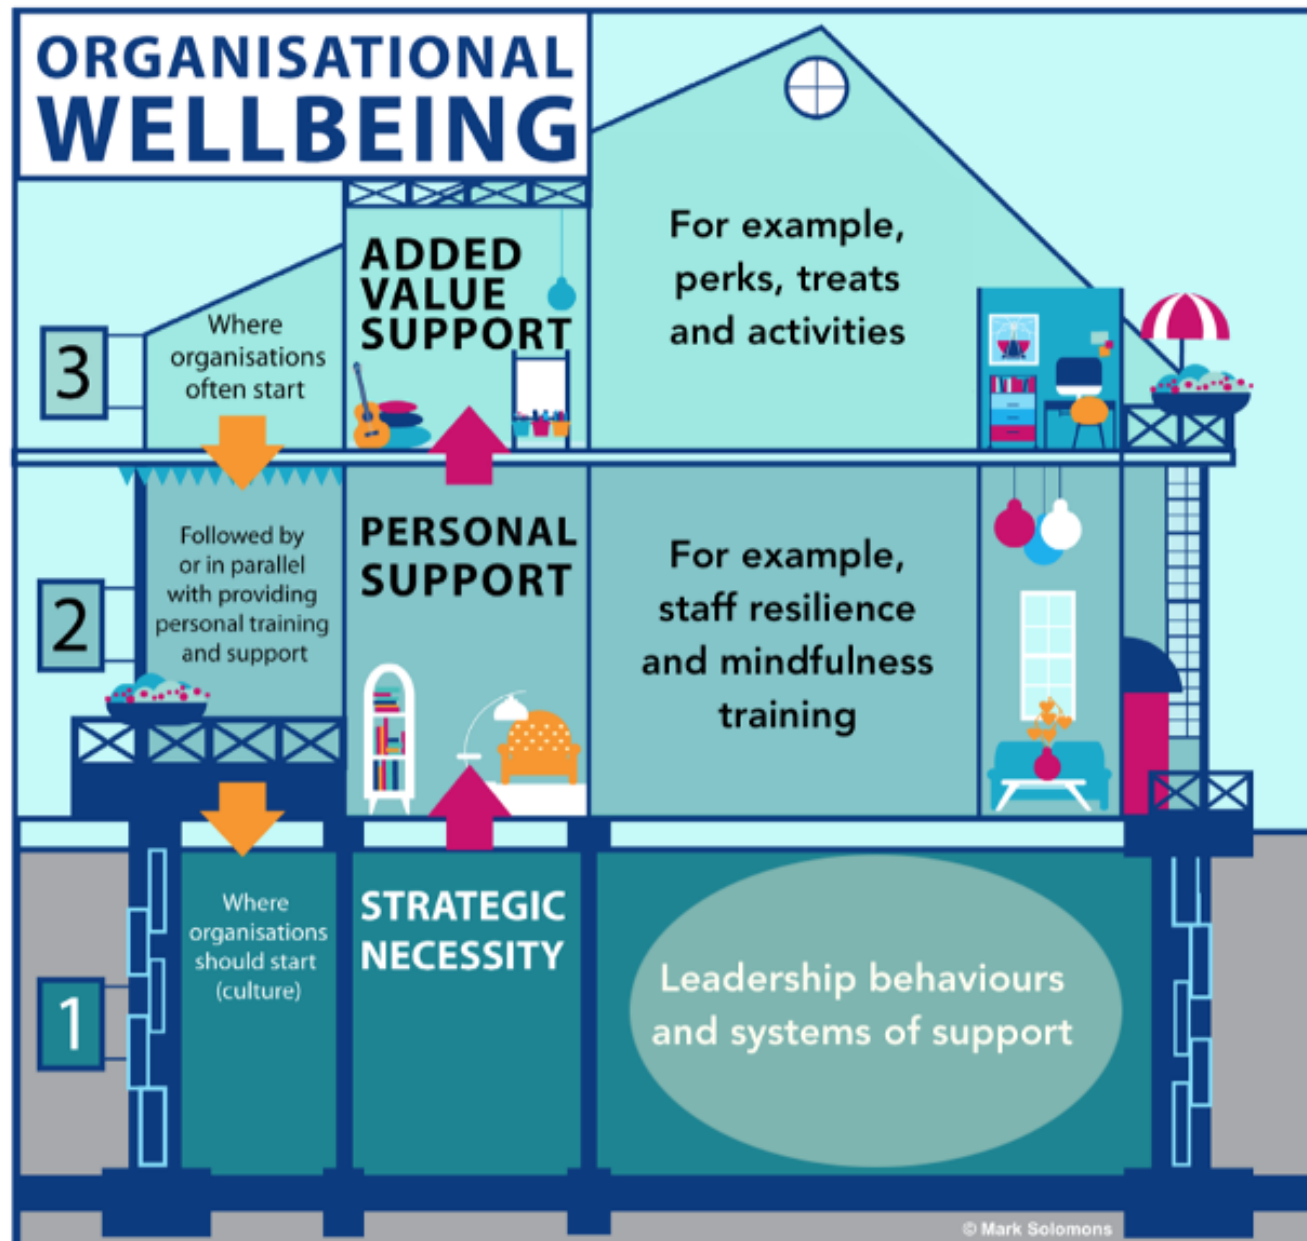 ORGANISATIONAL
WELLBEING
3
Where
organisations
often start
ADDED
VALUE
SUPPORT
For example,
perks, treats
and activities
2
Followed by
or in parallel
with providing
personal training
and support
PERSONAL
SUPPORT
For example,
staff resilience
and mindfulness
training
1
Where
organisations
should start
(culture)
STRATEGIC
NECESSITY
Leadership behaviours
and systems of support
© Mark Solomons